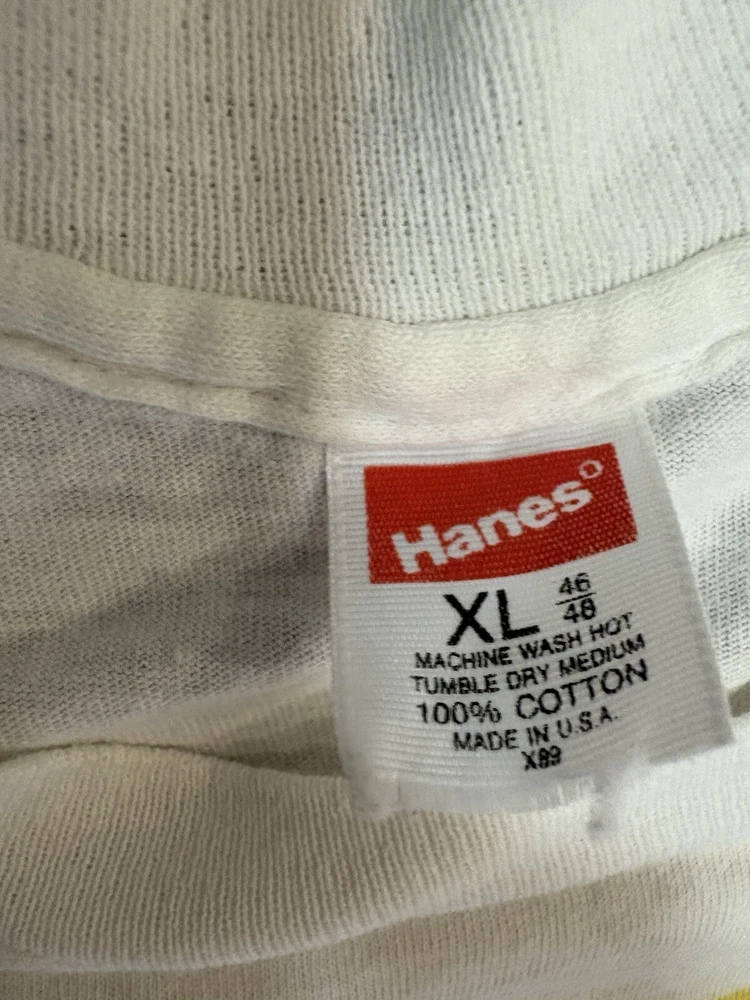 Hanes®
XL 46/48
MACHINE WASH HOT
TUMBLE DRY MEDIUM
100% COTTON
MADE IN U.S.A.
X89